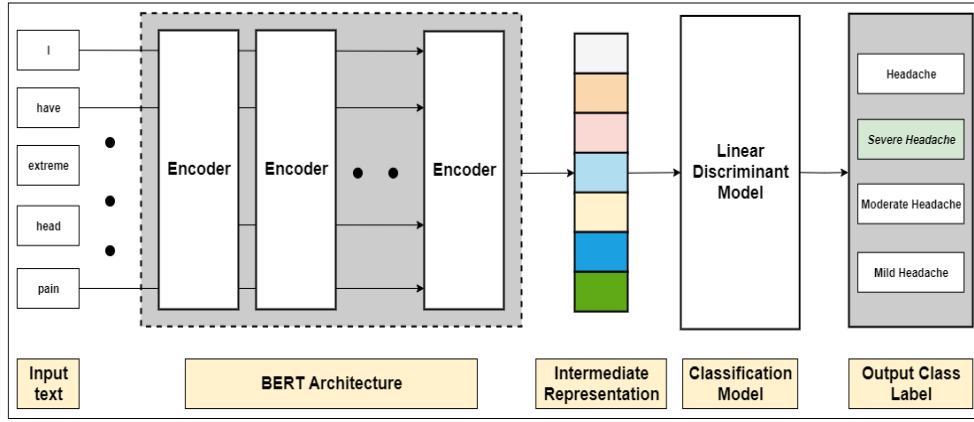 I
have
extreme
head
pain
Encoder
Encoder
Encoder
Linear
Discriminant
Model
Headache
Severe Headache
Moderate Headache
Mild Headache
Input
text
BERT Architecture
Intermediate
Representation
Classification
Model
Output Class
Label